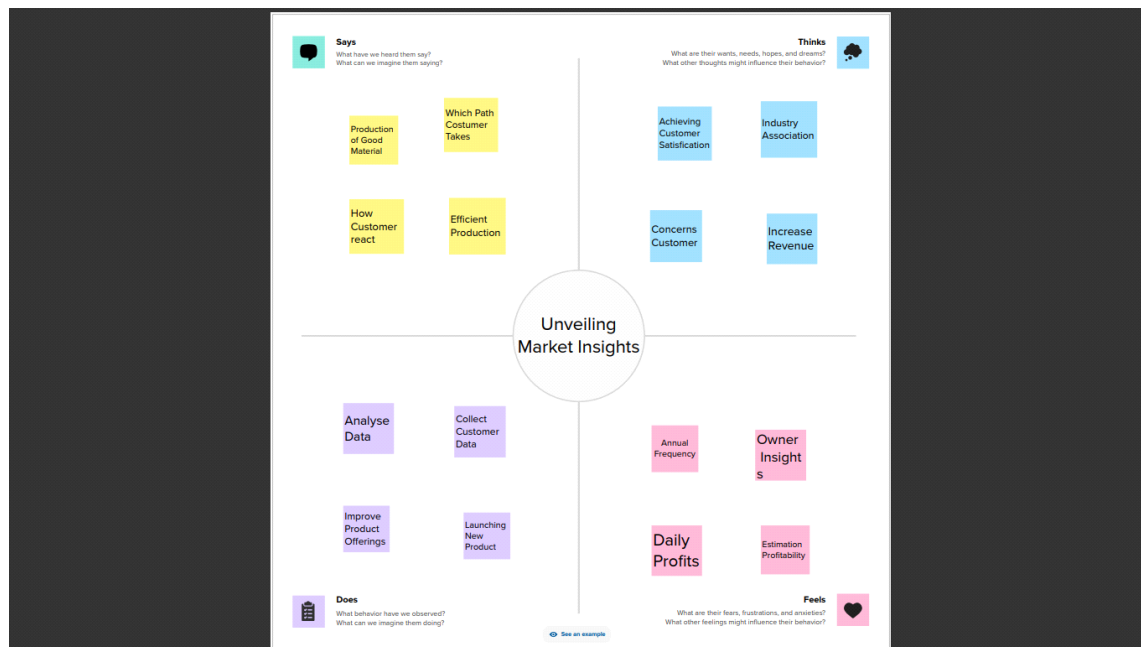 Says
What have we heard them say?
What can we imagine them saying?
Thinks
What are their wants, needs, hopes, and dreams?
What other thoughts might influence their behavior?
Production
of Good
Material
Which Path
Costumer
Takes
Achieving
Customer
Satisfication
Industry
Association
How
Customer
react
Efficient
Production
Concerns
Customer
Increase
Revenue
Unveiling
Market Insights
Analyse
Data
Collect
Customer
Data
Annual
Frequency
Owner
Insight
s
Improve
Product
Offerings
Launching
New
Product
Daily
Profits
Estimation
Profitability
Does
What behavior have we observed?
What can we imagine them doing?
Feels
What are their fears, frustrations, and anxieties?
What other feelings might influence their behavior?
See an example